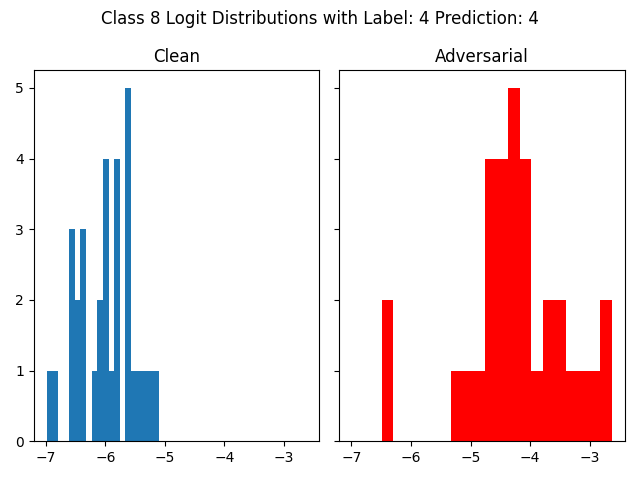 Class 8 Logit Distributions with Label: 4 Prediction: 4
Clean
Adversarial
5
4
3
2
1
0
−7 −6 −5 −4 −3
−7 −6 −5 −4 −3